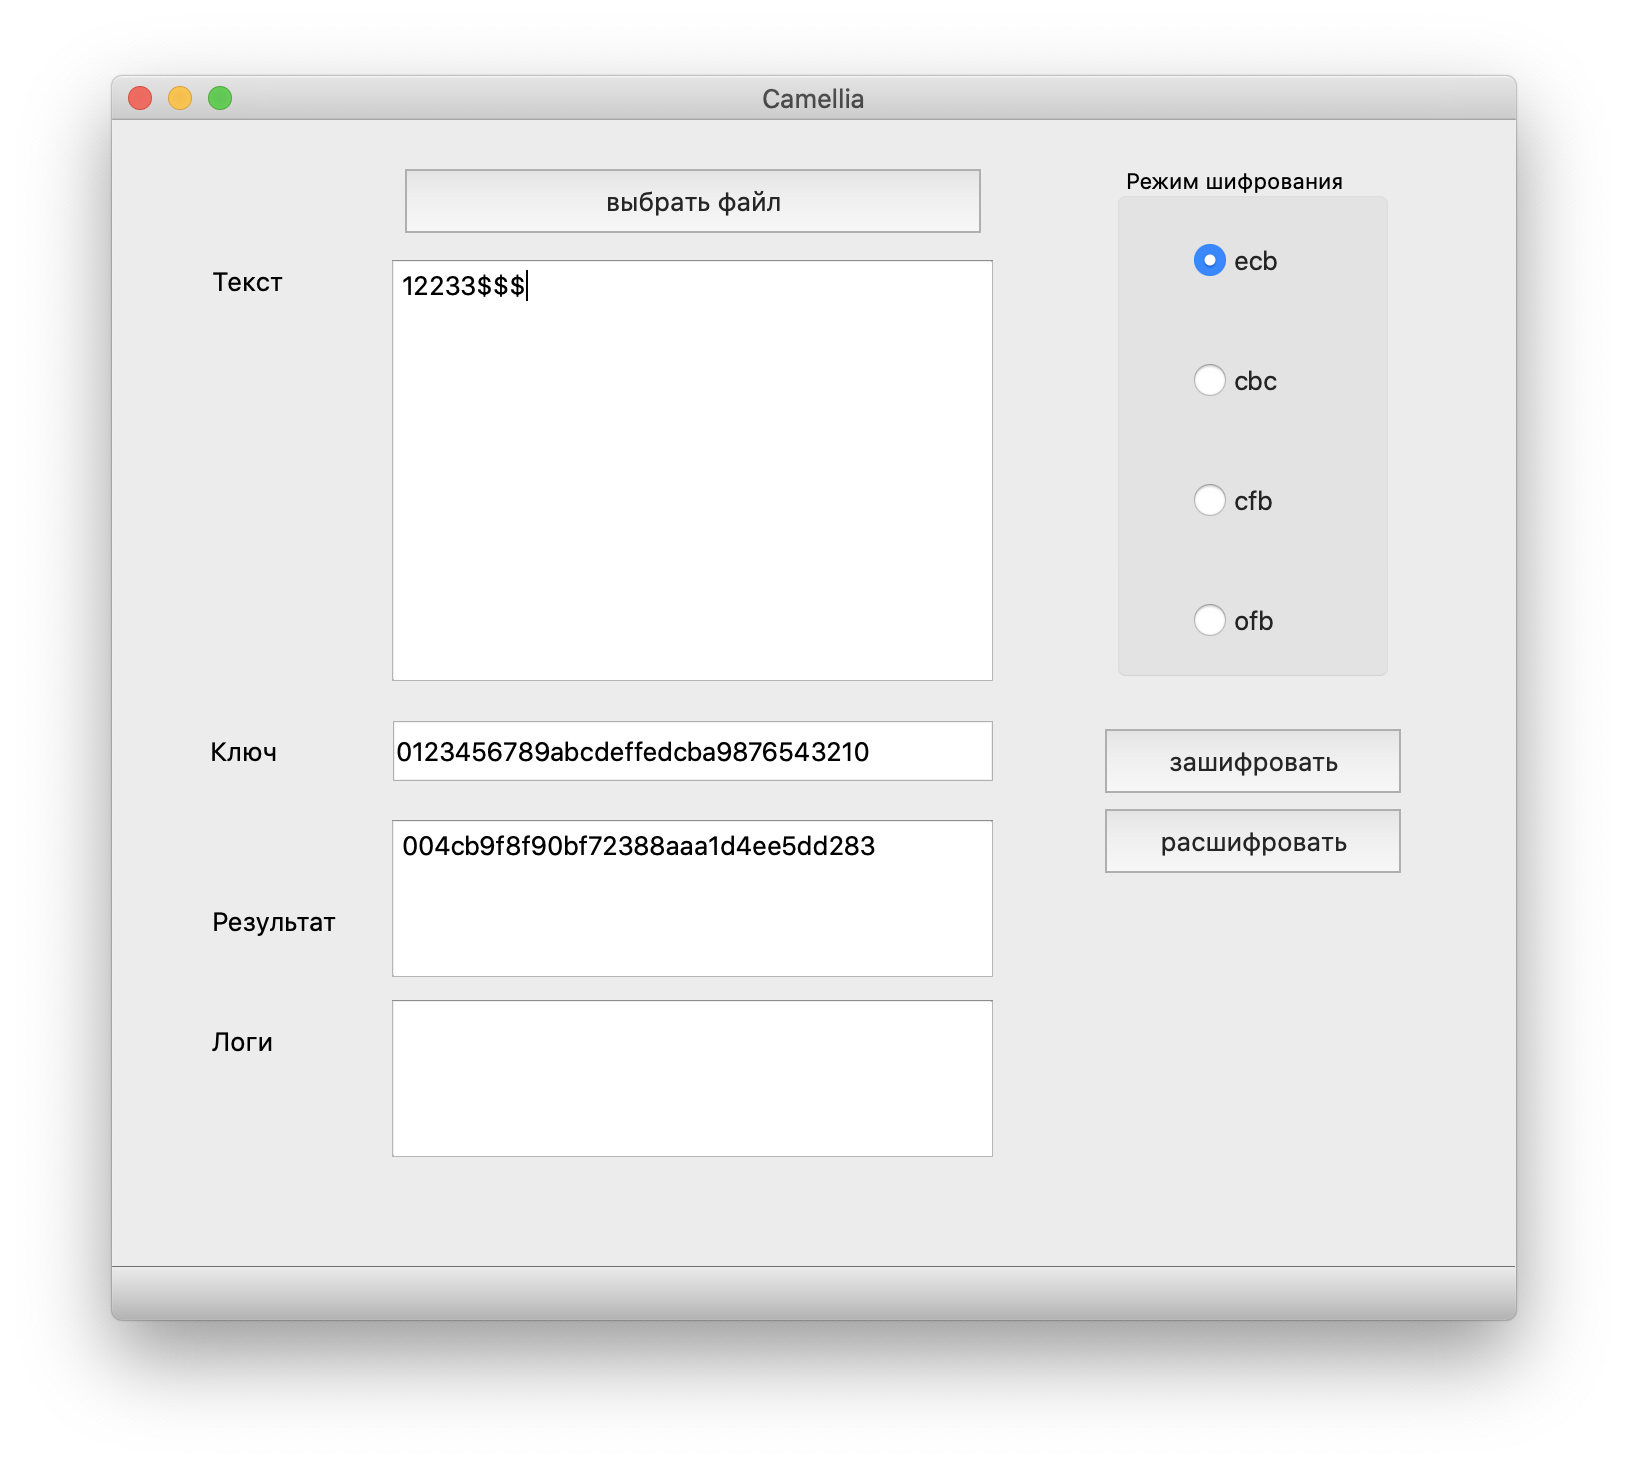 Camellia
выбрать файл
Режим шифрования
Текст
12233$$$
ecb
cbc
cfb
ofb
Ключ
0123456789abcdeffedcba9876543210
зашифровать
расшифровать
004cb9f8f90bf72388aaa1d4ee5dd283
Результат
Логи